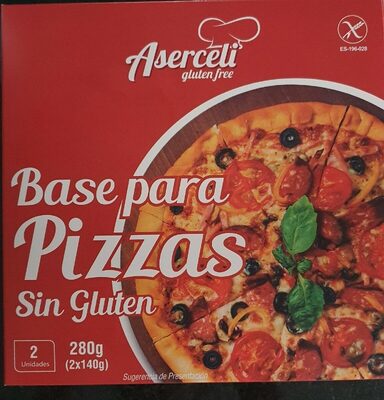 Aserceli
gluten free
ES-196-028
Base para
Pizzas
Sin Gluten
2
Unidades
280g
(2x140g)
Sugerencia de Presentación